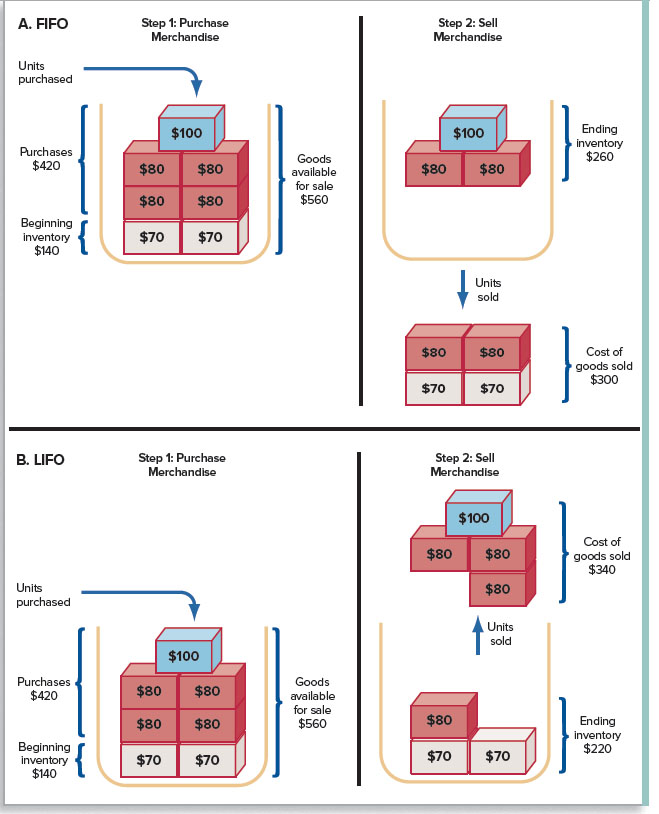 A. FIFO
Step 1: Purchase
Merchandise
Units
purchased
Purchases
$420
Beginning
inventory
$140
$100
$80 $80
$80 $80
$70 $70
Goods
available
for sale
$560
Step 2: Sell
Merchandise
$100
$80 $80
Ending
inventory
$260
Units
sold
$80 $80
$70 $70
Cost of
goods sold
$300
B. LIFO
Step 1: Purchase
Merchandise
Units
purchased
Purchases
$420
Beginning
inventory
$140
$100
$80 $80
$80 $80
$70 $70
Goods
available
for sale
$560
Step 2: Sell
Merchandise
$100
$80 $80
$80
Cost of
goods sold
$340
Units
sold
$80
$70 $70
Ending
inventory
$220